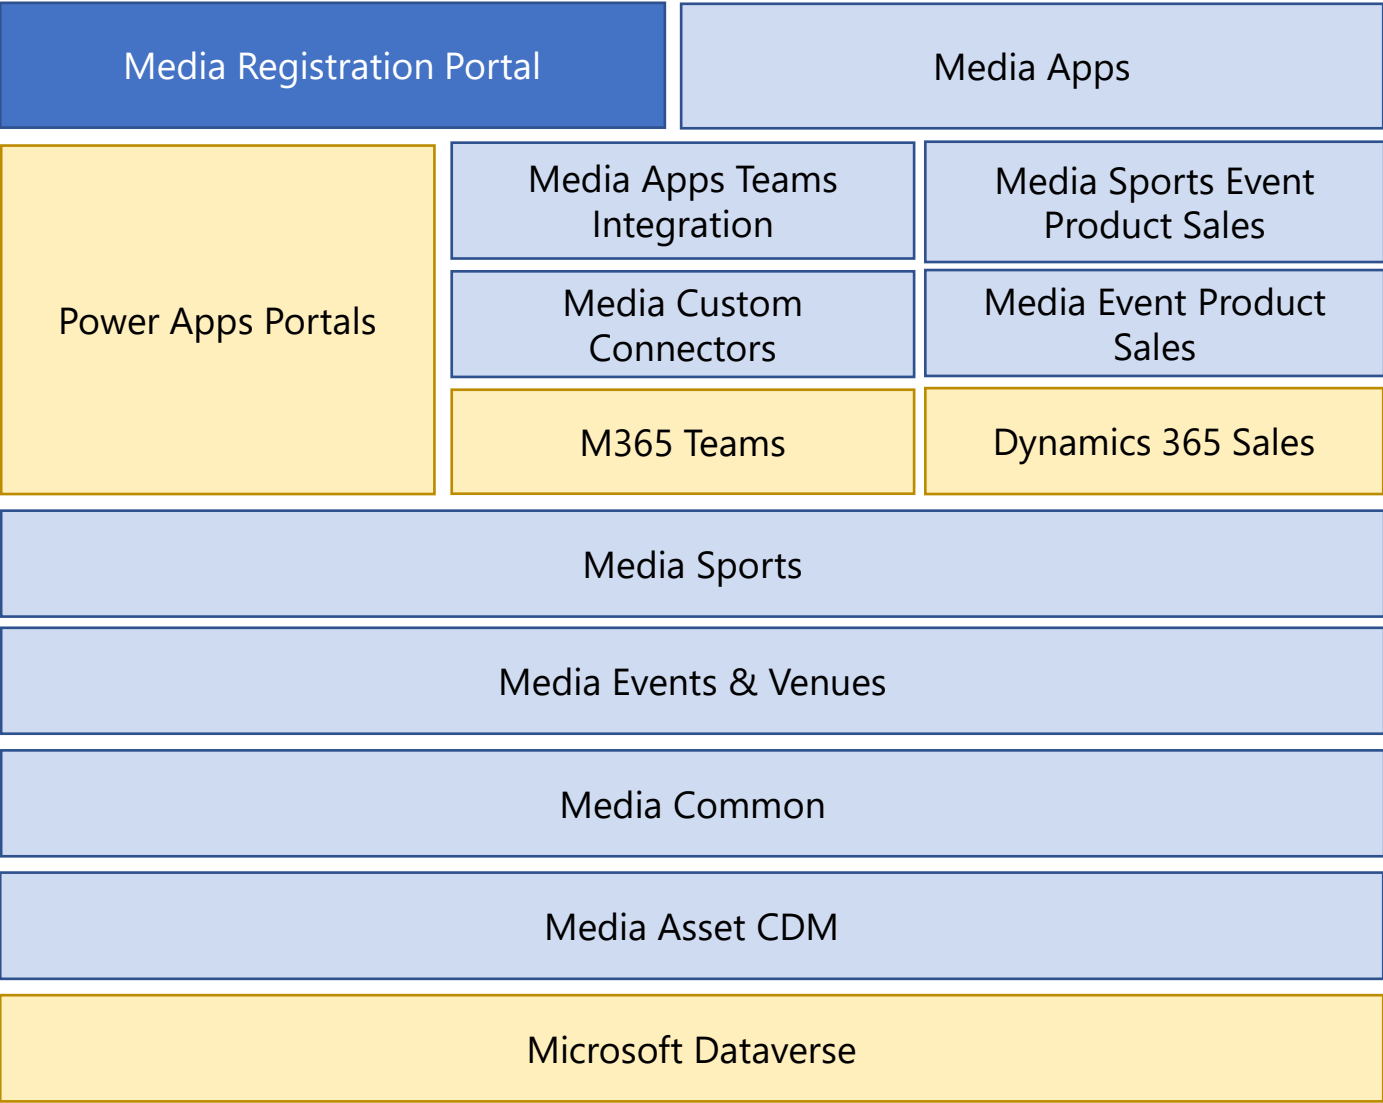 Media Registration Portal
Media Apps
Power Apps Portals
Media Apps Teams
Integration
Media Sports Event
Product Sales
Media Custom
Connectors
Media Event Product
Sales
M365 Teams
Dynamics 365 Sales
Media Sports
Media Events & Venues
Media Common
Media Asset CDM
Microsoft Dataverse